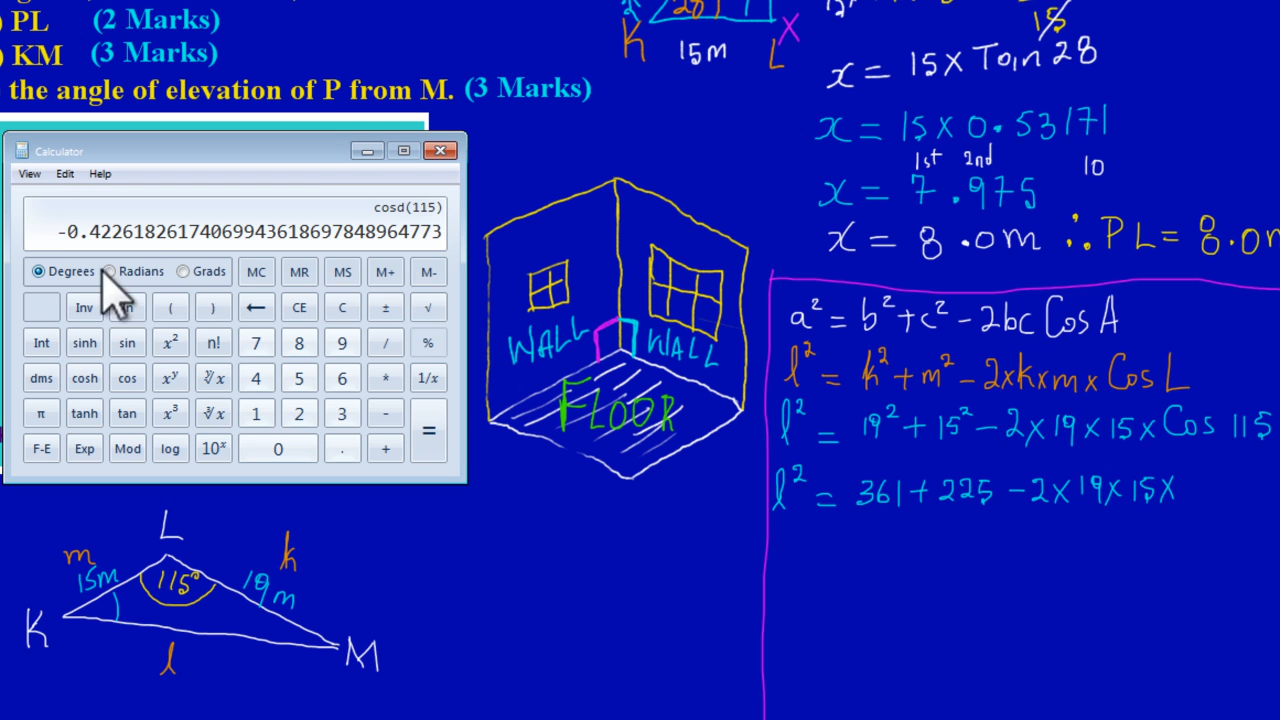 ) PL (2 Marks)
) KM (3 Marks)
the angle of elevation of P from M. (3 Marks)
Calculator
View Edit Help
cosd(115)
-0.42261826174069943618697848964773
Degrees Radians Grads MC MR MS M+ M-
Inv ( ) ← CE C ± √
Int sinh sin x² n! 7 8 9 / %
dms cosh cos xʸ ʸ√x 4 5 6 * 1/x
π tanh tan x³ ³√x 1 2 3 - =
F-E Exp Mod log 10ˣ 0 . +
L
m k
15m 115° 19m
K M
l
28
K 15m L X
WALL WALL
FLOOR
15
x = 15 x Tan 28
x = 15 x 0.53171
1st 2nd 10
x = 7.975
x = 8.0m ∴ PL = 8.0m
a² = b² + c² - 2bc Cos A
l² = k² + m² - 2xkxmx Cos L
l² = 19² + 15² - 2x19x15x Cos 115
l² = 361 + 225 - 2x19x15x